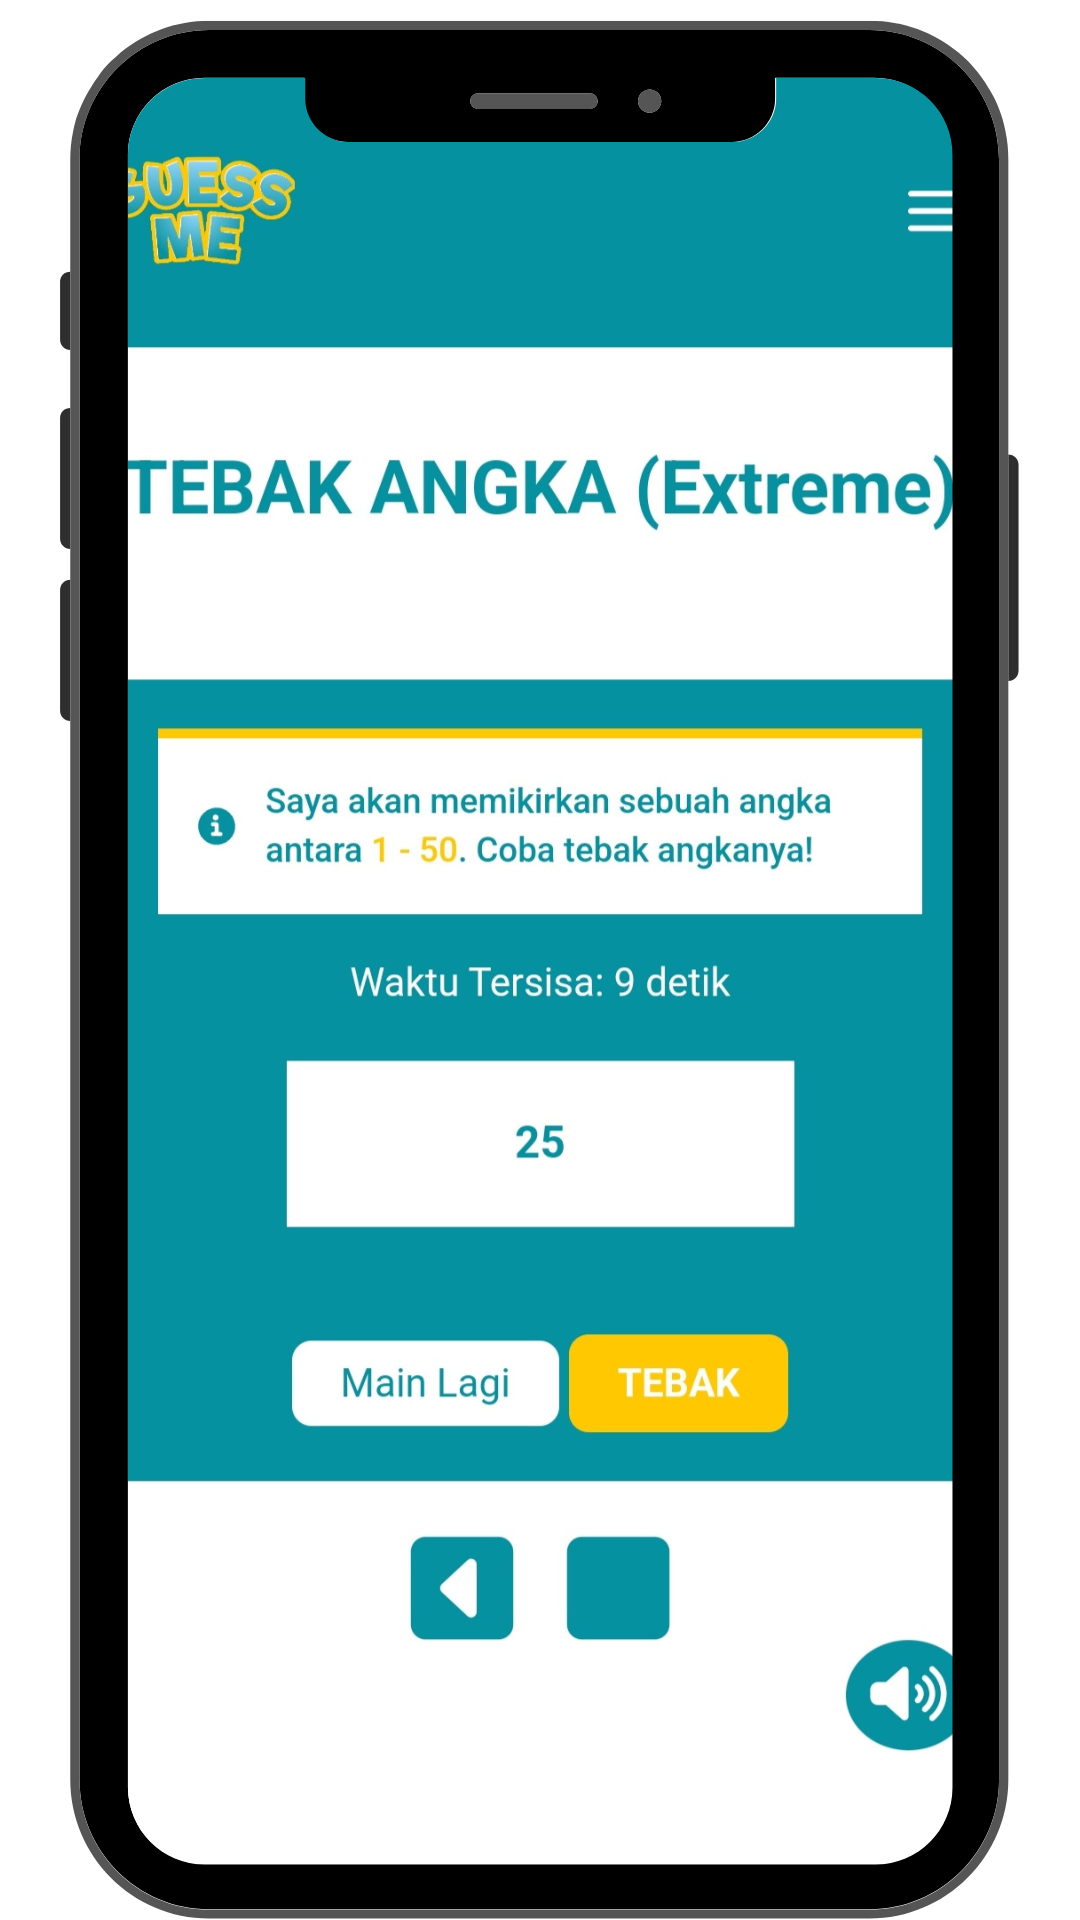 GUESS
ME
TEBAK ANGKA (Extreme)
Saya akan memikirkan sebuah angka
antara 1 - 50. Coba tebak angkanya!
Waktu Tersisa: 9 detik
25
Main Lagi
TEBAK